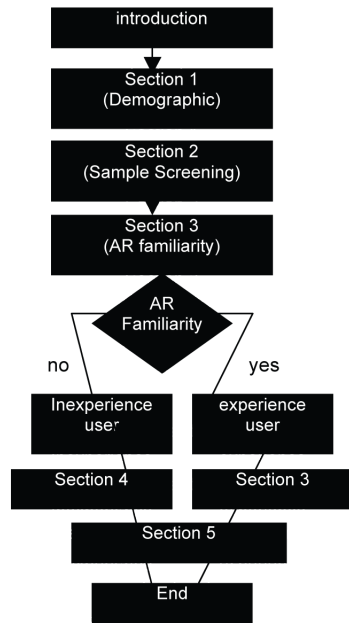 introduction
Section 1
(Demographic)
Section 2
(Sample Screening)
Section 3
(AR familiarity)
AR
Familiarity
no
yes
Inexperience
user
experience
user
Section 4
Section 3
Section 5
End